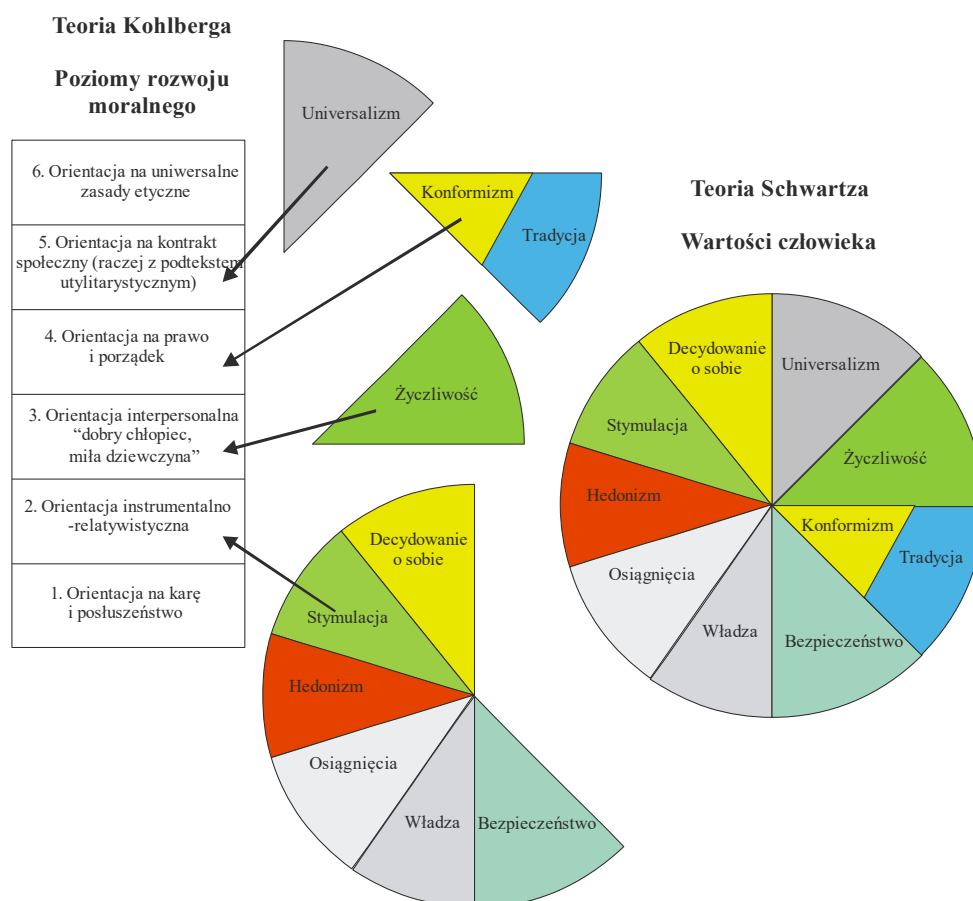 Teoria Kohlberga
Poziomy rozwoju
moralnego
6. Orientacja na uniwersalne
zasady etyczne
5. Orientacja na kontrakt
społeczny (raczej z podtekstem
utylitarystycznym)
4. Orientacja na prawo
i porządek
3. Orientacja interpersonalna
“dobry chłopiec,
miła dziewczyna”
2. Orientacja instrumentalno
-relatywistyczna
1. Orientacja na karę
i posłuszeństwo
Universalizm
Konformizm
Tradycja
Życzliwość
Decydowanie
o sobie
Stymulacja
Hedonizm
Osiągnięcia
Władza
Bezpieczeństwo
Teoria Schwartza
Wartości człowieka
Decydowanie
o sobie
Universalizm
Stymulacja
Życzliwość
Hedonizm
Konformizm
Tradycja
Osiągnięcia
Władza
Bezpieczeństwo